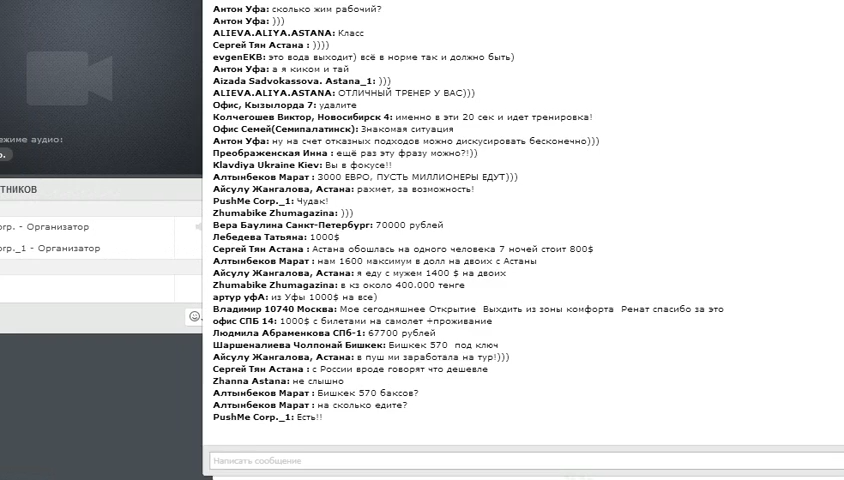 Антон Уфа: сколько жим рабочий?
Антон Уфа: )))
ALIEVA.ALIYA.ASTANA: Класс
Сергей Тян Астана : ))))
evgenEKB: это вода выходит) всё в норме так и должно быть)
Антон Уфа: а я киком и тай
Aizada Sadvokassova. Astana_1: )))
ALIEVA.ALIYA.ASTANA: ОТЛИЧНЫЙ ТРЕНЕР У ВАС)))
Офис, Кызылорда 7: удалите
Колчегошев Виктор, Новосибирск 4: именно в эти 20 сек и идет тренировка!
Офис Семей(Семипалатинск): Знакомая ситуация
Антон Уфа: ну на счет отказных подходов можно дискусировать бесконечно)))
Преображенская Инна : ещё раз эту фразу можно?!))
Klavdiya Ukraine Kiev: Вы в фокусе!!
Алтынбеков Марат : 3000 ЕВРО, ПУСТЬ МИЛЛИОНЕРЫ ЕДУТ)))
Айсулу Жангалова, Астана: рахмет, за возможность!
PushMe Corp._1: Чудак!
Zhumabike Zhumagazina: )))
Вера Баулина Санкт-Петербург: 70000 рублей
Лебедева Татьяна: 1000$
Сергей Тян Астана : Астана обошлась на одного человека 7 ночей стоит 800$
Алтынбеков Марат : нам 1600 максимум в долл на двоих с Астаны
Айсулу Жангалова, Астана: я еду с мужем 1400 $ на двоих
Zhumabike Zhumagazina: в кз около 400.000 тенге
артур уфА: из Уфы 1000$ на все)
Владимир 10740 Москва: Мое сегодняшнее Открытие Выхдить из зоны комфорта Ренат спасибо за это
офис СПБ 14: 1000$ с билетами на самолет +проживание
Людмила Абраменкова СПб-1: 67700 рублей
Шаршеналиева Чолпонай Бишкек: Бишкек 570 под ключ
Айсулу Жангалова, Астана: в пуш ми заработала на тур!)))
Сергей Тян Астана : с России вроде говорят что дешевле
Zhanna Astana: не слышно
Алтынбеков Марат : Бишкек 570 баксов?
Алтынбеков Марат : на сколько едите?
PushMe Corp._1: Есть!!
Написать сообщение
ежиме аудио:
р.
ТНИКОВ
orp. - Организатор
orp._1 - Организатор